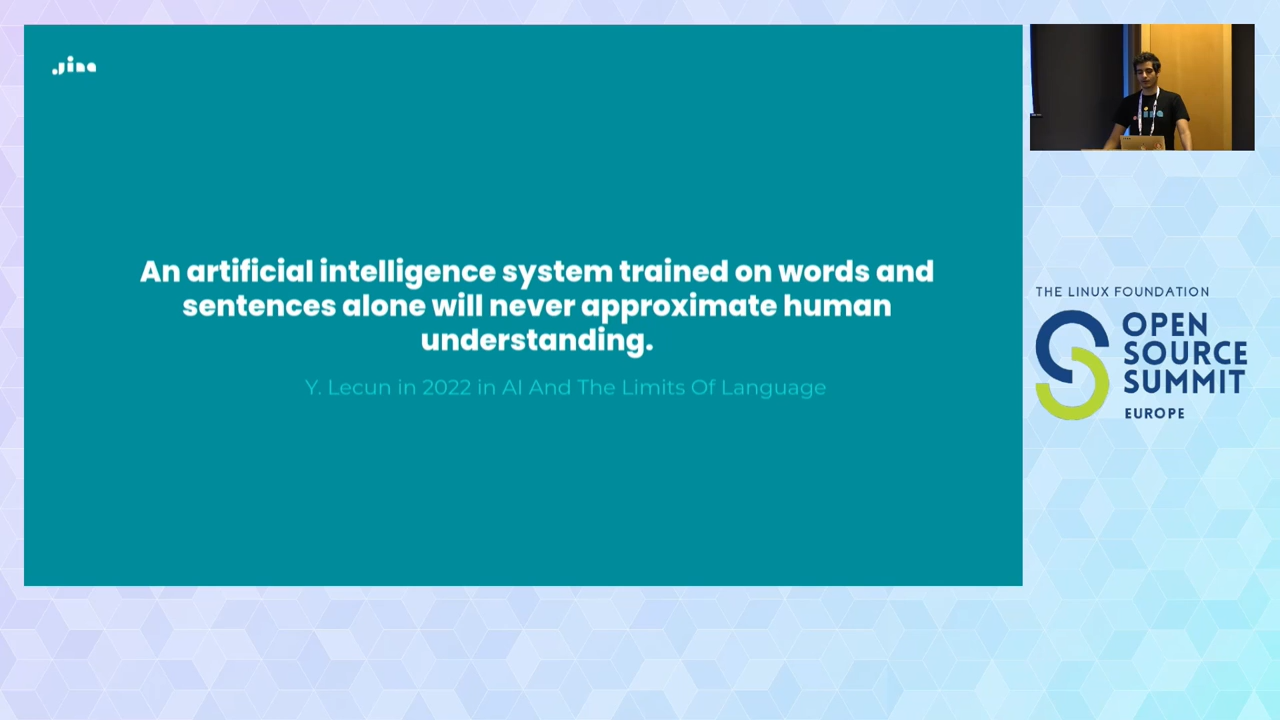 Jina
An artificial intelligence system trained on words and
sentences alone will never approximate human
understanding.
Y. Lecun in 2022 in AI And The Limits Of Language
THE LINUX FOUNDATION
OPEN
SOURCE
SUMMIT
EUROPE